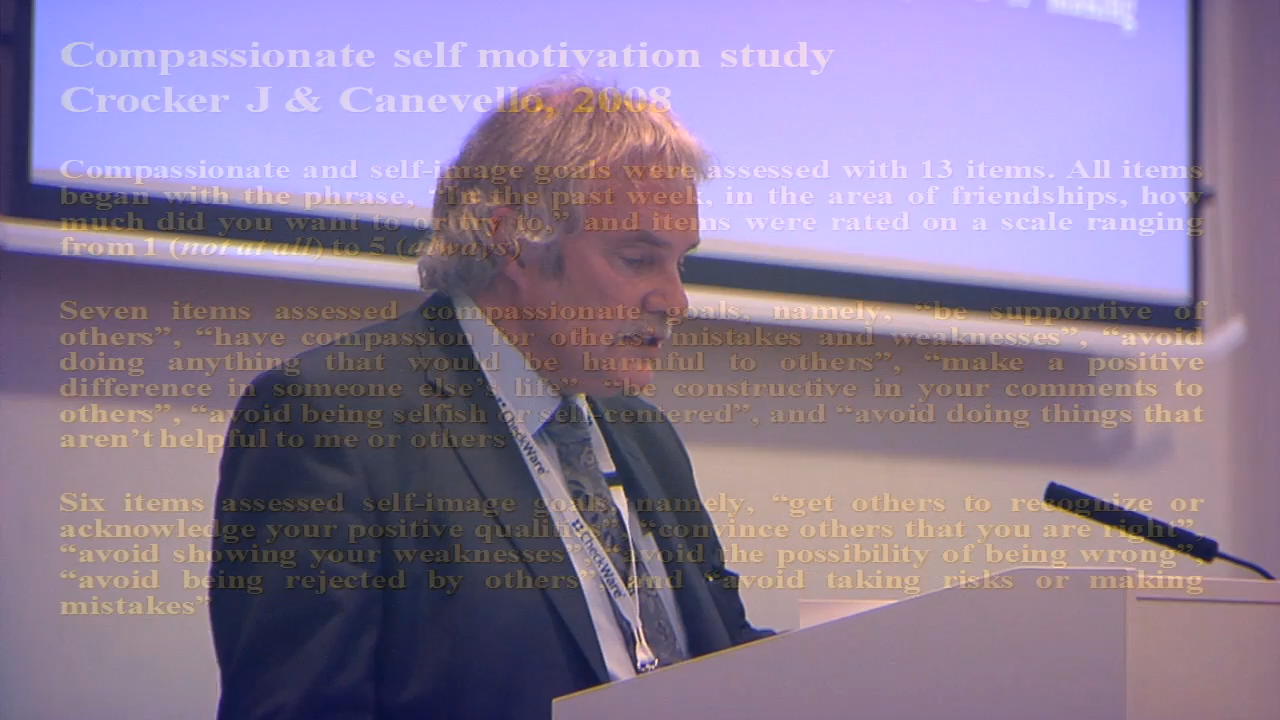 Compassionate self motivation study
Crocker J & Canevello, 2008
Compassionate and self-image goals were assessed with 13 items. All items
began with the phrase, "In the past week, in the area of friendships, how
much did you want to or try to," and items were rated on a scale ranging
from 1 (not at all) to 5 (always)
Seven items assessed compassionate goals, namely, “be supportive of
others”, “have compassion for others’ mistakes and weaknesses”, “avoid
doing anything that would be harmful to others”, “make a positive
difference in someone else’s life”, “be constructive in your comments to
others”, “avoid being selfish or self-centered”, and “avoid doing things that
aren’t helpful to me or others
Six items assessed self-image goals, namely, “get others to recognize or
acknowledge your positive qualities”, “convince others that you are right”,
“avoid showing your weaknesses”, “avoid the possibility of being wrong”,
“avoid being rejected by others”, and “avoid taking risks or making
mistakes”
CheckWare
CheckWare